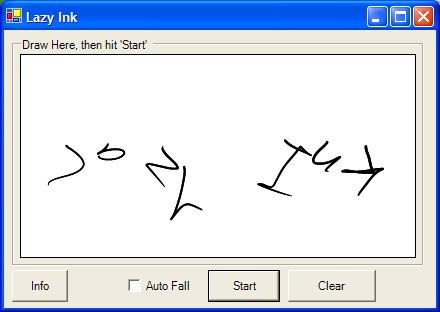 Lazy Ink
Draw Here, then hit 'Start'
Info
Auto Fall
Start
Clear